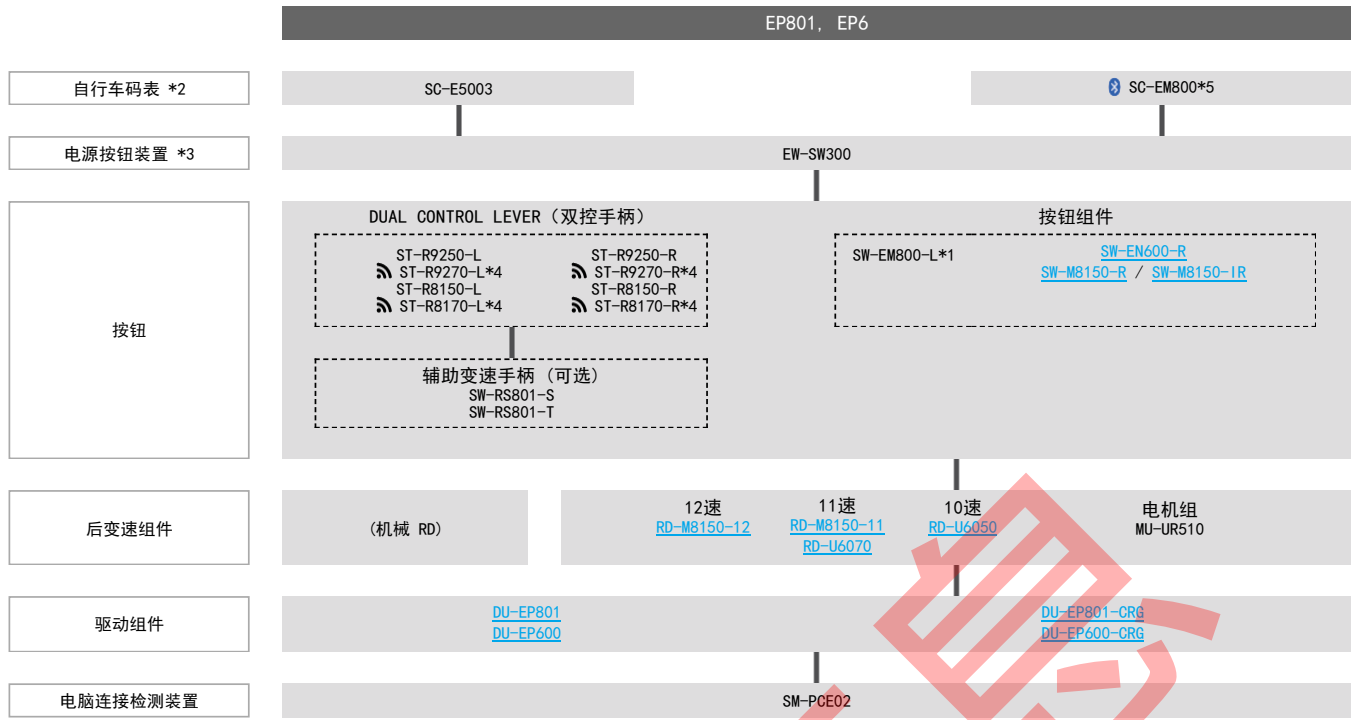 EP801, EP6
自行车码表 *2
SC-E5003
SC-EM800*5
电源按钮装置 *3
EW-SW300
按钮
DUAL CONTROL LEVER (双控手柄)
ST-R9250-L
ST-R9270-L*4
ST-R8150-L
ST-R8170-L*4
ST-R9250-R
ST-R9270-R*4
ST-R8150-R
ST-R8170-R*4
辅助变速手柄 (可选)
SW-RS801-S
SW-RS801-T
按钮组件
SW-EM800-L*1
SW-EN600-R
SW-M8150-R / SW-M8150-IR
后变速组件
(机械 RD)
12速
RD-M8150-12
11速
RD-M8150-11
RD-U6070
10速
RD-U6050
电机组
MU-UR510
驱动组件
DU-EP801
DU-EP600
DU-EP801-CRG
DU-EP600-CRG
电脑连接检测装置
SM-PCE02